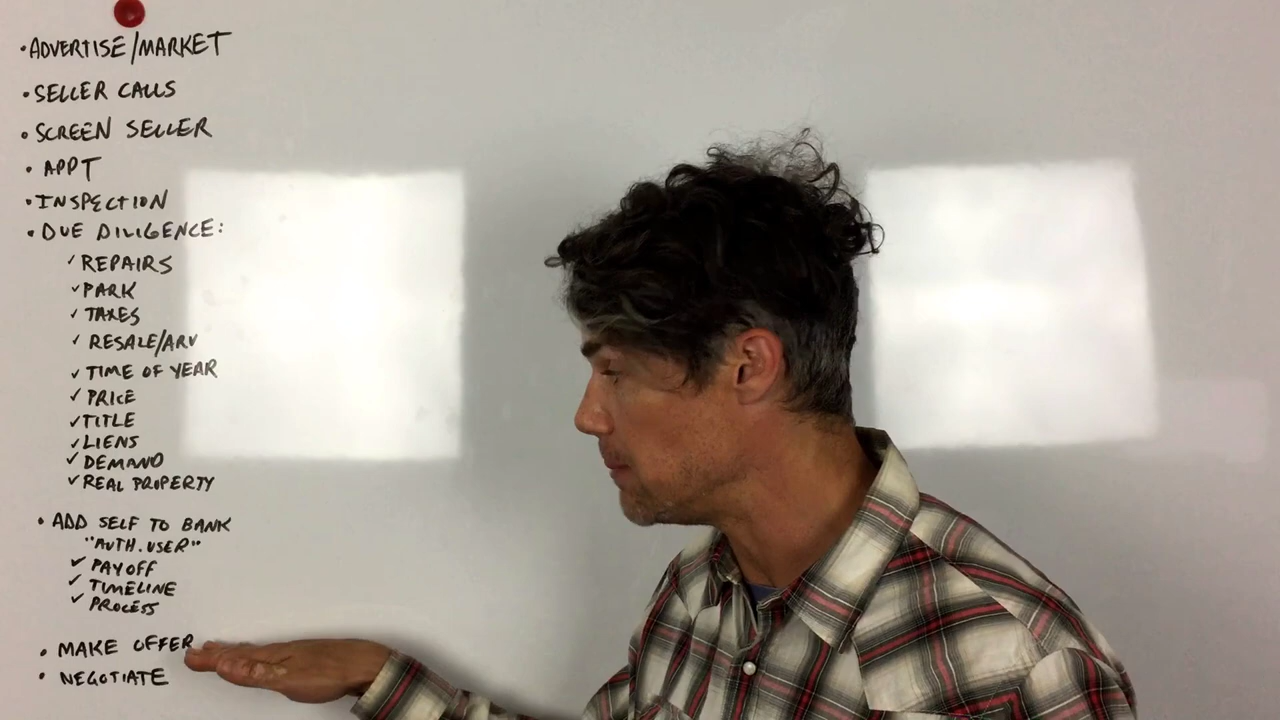 • ADVERTISE/MARKET
• SELLER CALLS
• SCREEN SELLER
• APPT
• INSPECTION
• DUE DILIGENCE:
✓ REPAIRS
✓ PARK
✓ TAXES
✓ RESALE/ARV
✓ TIME OF YEAR
✓ PRICE
✓ TITLE
✓ LIENS
✓ DEMAND
✓ REAL PROPERTY
• ADD SELF TO BANK
"AUTH. USER"
✓ PAYOFF
✓ TIMELINE
✓ PROCESS
• MAKE OFFER
• NEGOTIATE